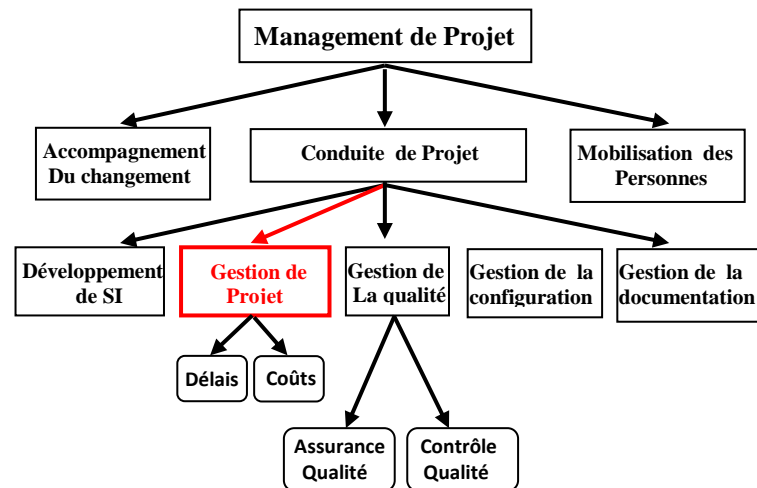 Management de Projet
Accompagnement
Du changement
Conduite de Projet
Mobilisation des
Personnes
Développement
de SI
Gestion de
Projet
Gestion de
La qualité
Gestion de la
configuration
Gestion de la
documentation
Délais
Coûts
Assurance
Qualité
Contrôle
Qualité